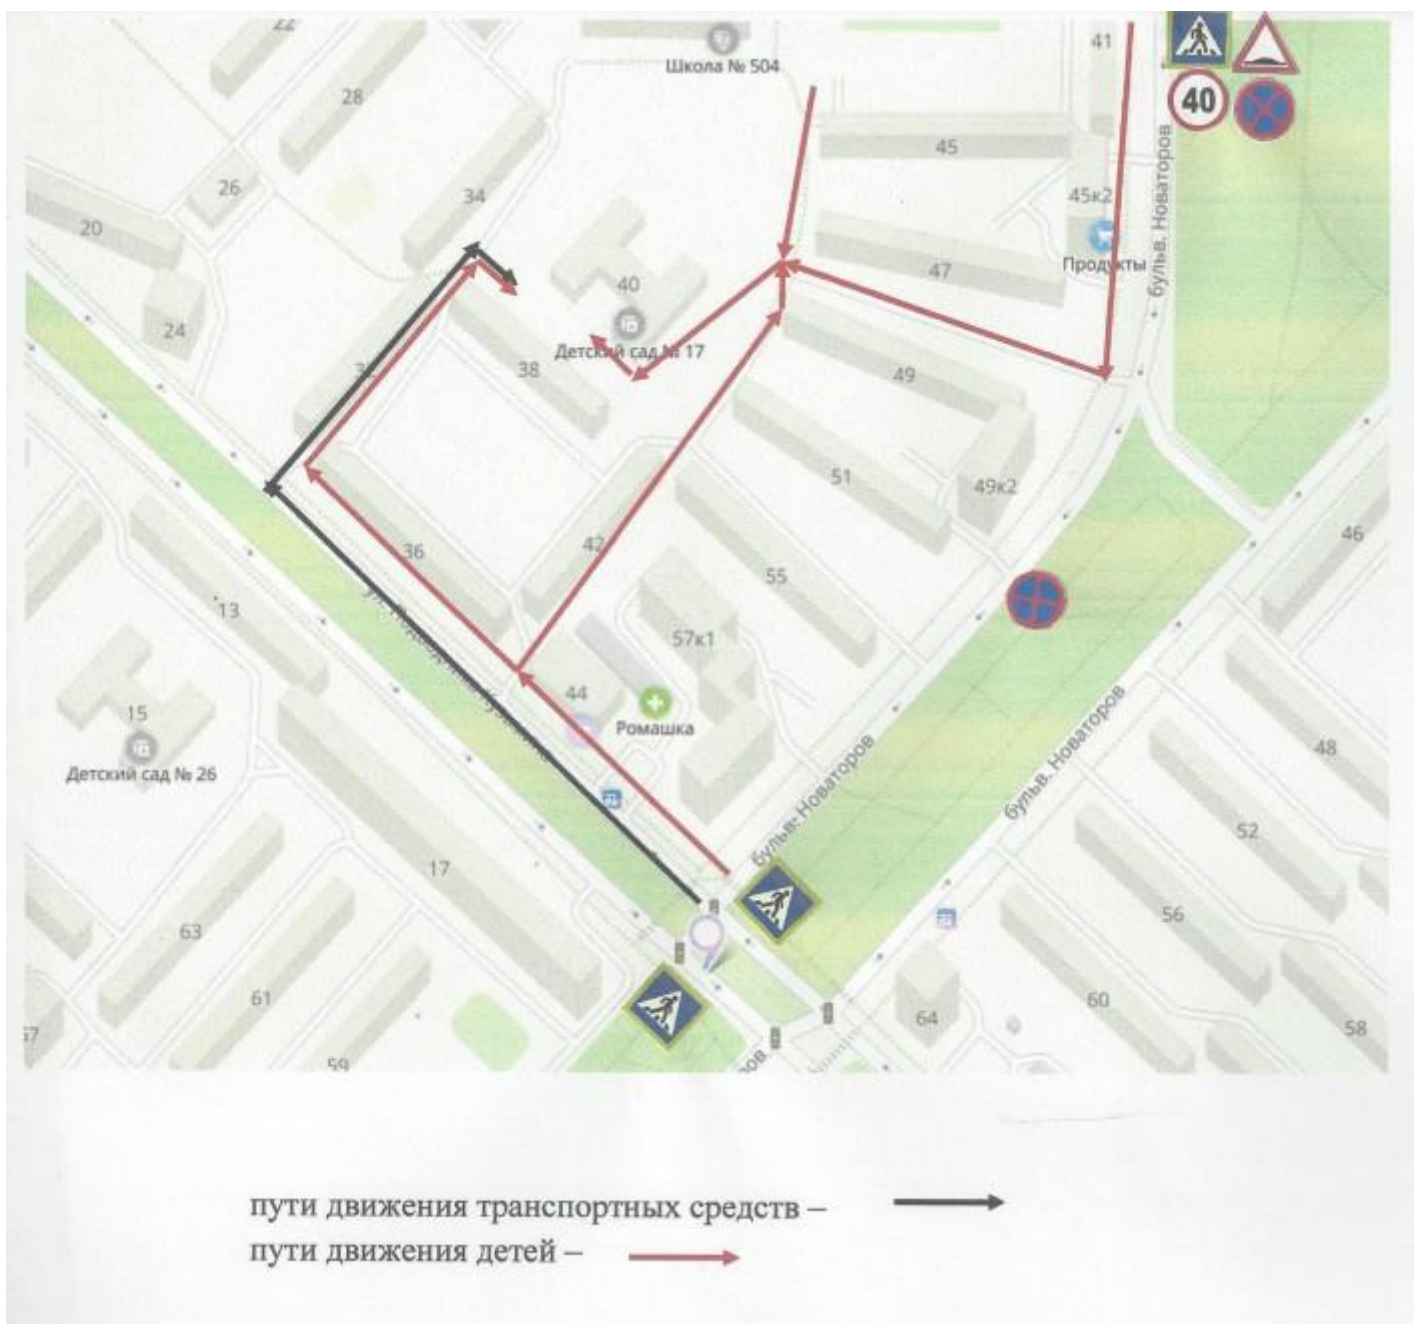 22
Школа № 504
41
40
28
45
26
34
45к2
бульв. Новаторов
20
47
Продукты
40
24
Детский сад № 17
32
38
49
51
49к2
36
42
46
55
13
57к1
44
15
Ромашка
Детский сад № 26
48
бульв. Новаторов
бульв. Новаторов
52
17
56
63
61
60
64
58
59
пути движения транспортных средств –
пути движения детей –